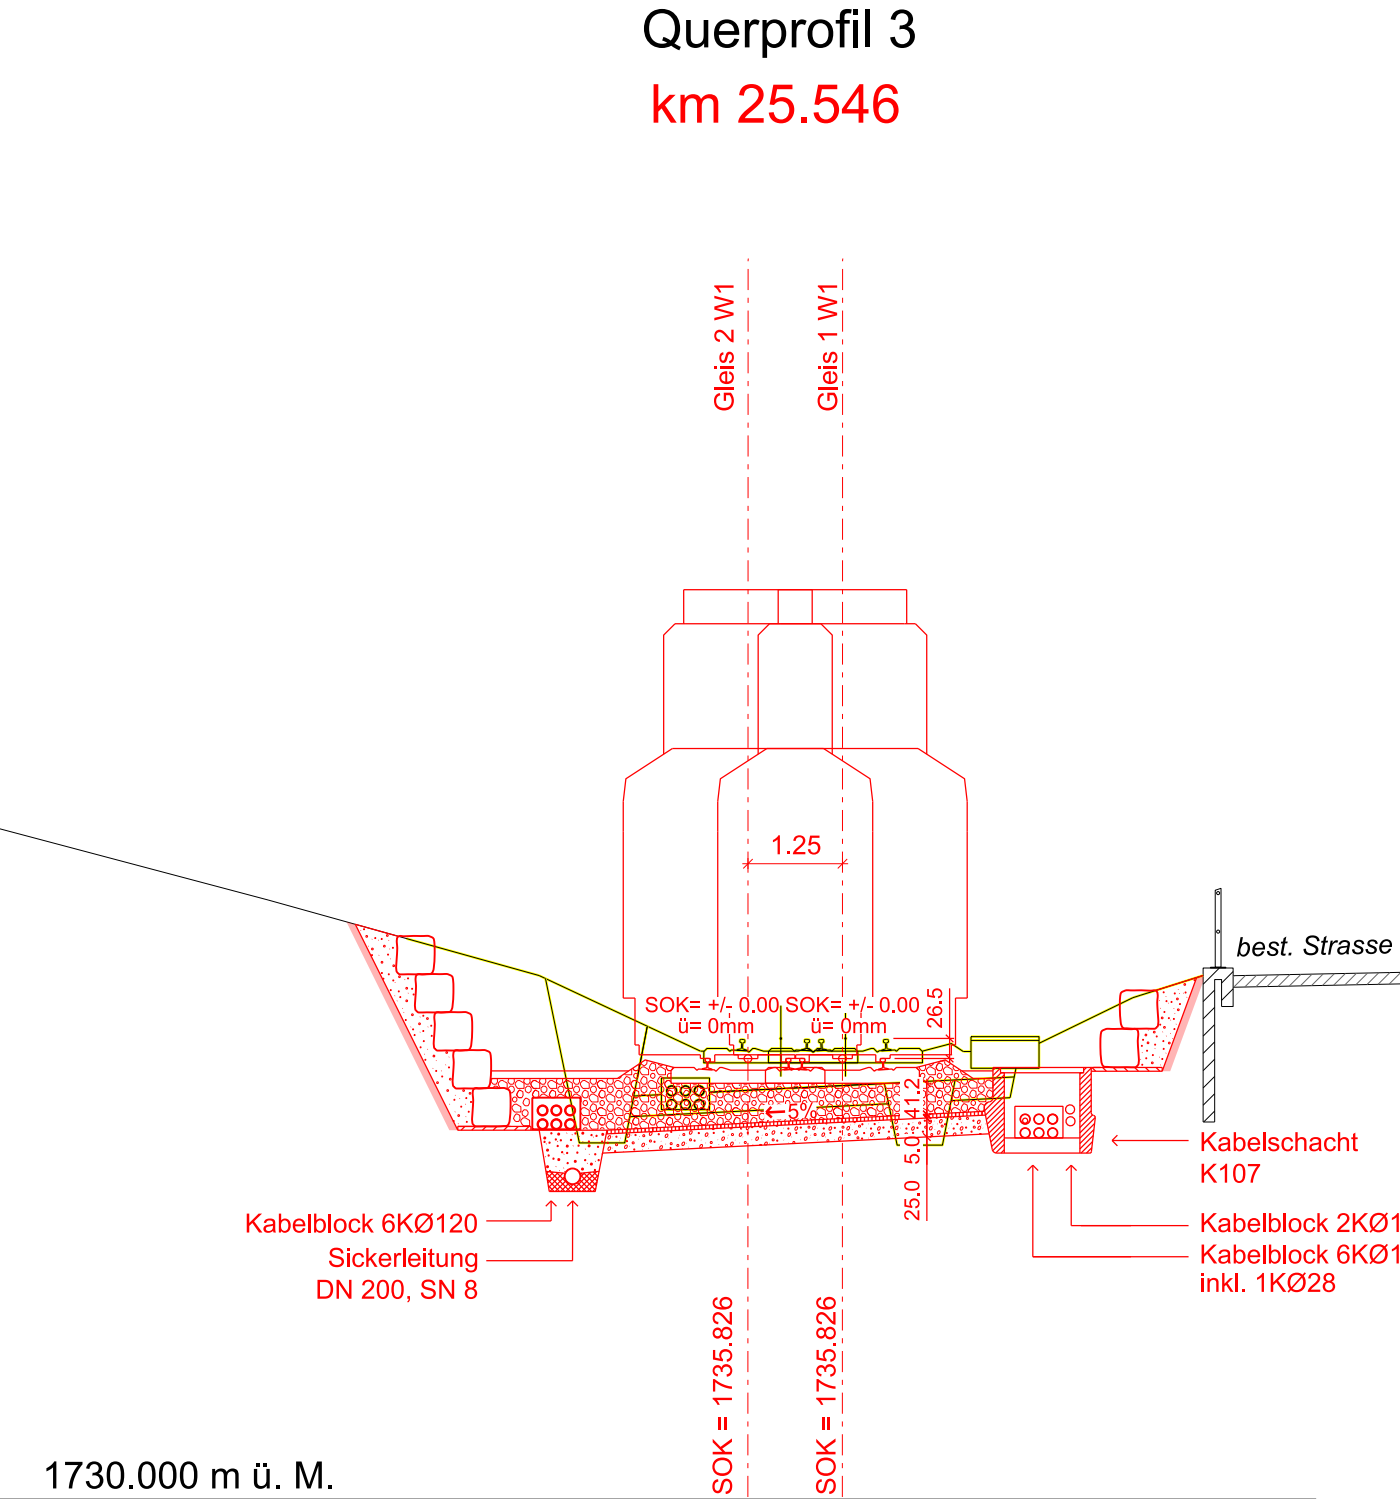 Querprofil 3
km 25.546
Gleis 2 W1
Gleis 1 W1
1.25
best. Strasse
SOK= +/- 0.00 SOK= +/- 0.00
ü= 0mm ü= 0mm
26.5
41.2
5%
5.0
25.0
Kabelschacht
K107
Kabelblock 6KØ120
Sickerleitung
DN 200, SN 8
Kabelblock 2KØ1
Kabelblock 6KØ1
inkl. 1KØ28
SOK = 1735.826
SOK = 1735.826
1730.000 m ü. M.